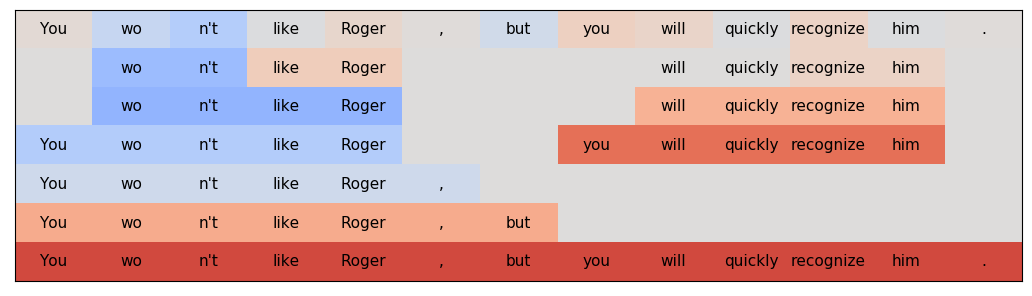 You wo n't like Roger , but you will quickly recognize him .
wo n't like Roger will quickly recognize him
wo n't like Roger will quickly recognize him
You wo n't like Roger you will quickly recognize him
You wo n't like Roger ,
You wo n't like Roger , but
You wo n't like Roger , but you will quickly recognize him .